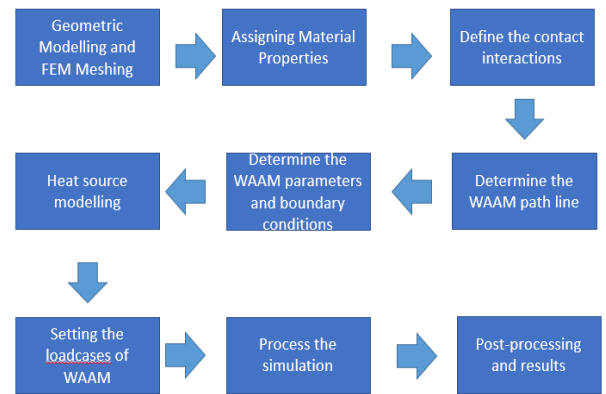 Geometric
Modelling and
FEM Meshing
Assigning Material
Properties
Define the contact
interactions
Determine the
WAAM path line
Determine the
WAAM parameters
and boundary
conditions
Heat source
modelling
Setting the
loadcases of
WAAM
Process the
simulation
Post-processing
and results